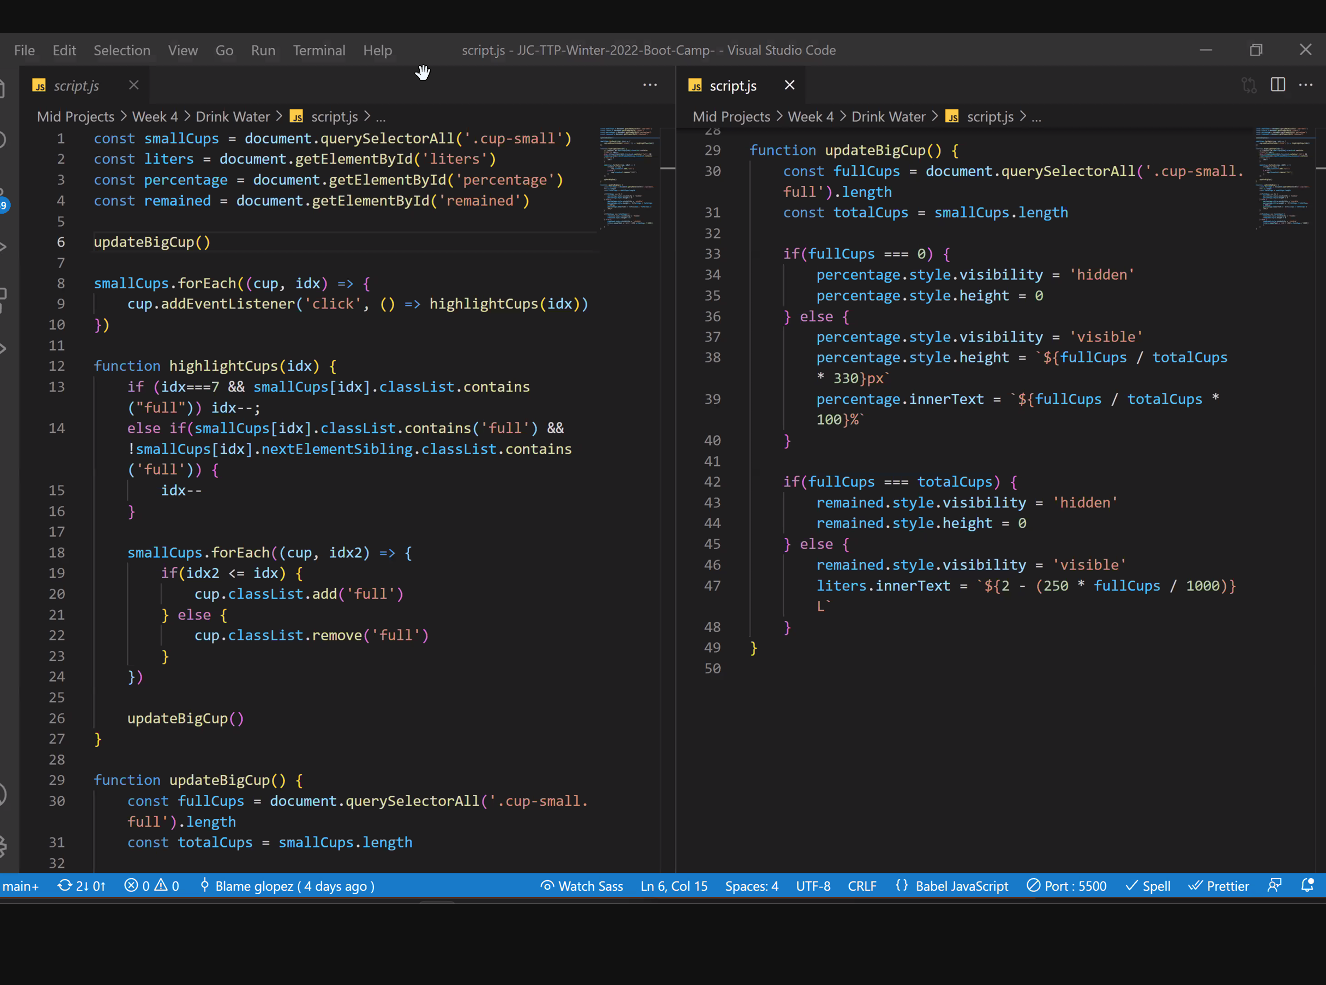 File Edit Selection View Go Run Terminal Help script.js - JJC-TTP-Winter-2022-Boot-Camp- - Visual Studio Code
JS script.js
Mid Projects > Week 4 > Drink Water > JS script.js > ...
1 const smallCups = document.querySelectorAll('.cup-small')
2 const liters = document.getElementById('liters')
3 const percentage = document.getElementById('percentage')
4 const remained = document.getElementById('remained')
5
6 updateBigCup()
7
8 smallCups.forEach((cup, idx) => {
9 cup.addEventListener('click', () => highlightCups(idx))
10 })
11
12 function highlightCups(idx) {
13 if (idx===7 && smallCups[idx].classList.contains
("full")) idx--;
14 else if(smallCups[idx].classList.contains('full') &&
!smallCups[idx].nextElementSibling.classList.contains
('full')) {
15 idx--
16 }
17
18 smallCups.forEach((cup, idx2) => {
19 if(idx2 <= idx) {
20 cup.classList.add('full')
21 } else {
22 cup.classList.remove('full')
23 }
24 })
25
26 updateBigCup()
27 }
28
29 function updateBigCup() {
30 const fullCups = document.querySelectorAll('.cup-small.
full').length
31 const totalCups = smallCups.length
32
JS script.js
Mid Projects > Week 4 > Drink Water > JS script.js > ...
28
29 function updateBigCup() {
30 const fullCups = document.querySelectorAll('.cup-small.
full').length
31 const totalCups = smallCups.length
32
33 if(fullCups === 0) {
34 percentage.style.visibility = 'hidden'
35 percentage.style.height = 0
36 } else {
37 percentage.style.visibility = 'visible'
38 percentage.style.height = `${fullCups / totalCups
* 330}px`
39 percentage.innerText = `${fullCups / totalCups *
100}%`
40 }
41
42 if(fullCups === totalCups) {
43 remained.style.visibility = 'hidden'
44 remained.style.height = 0
45 } else {
46 remained.style.visibility = 'visible'
47 liters.innerText = `${2 - (250 * fullCups / 1000)}
L`
48 }
49 }
50
main+ 2↓ 0↑ 0 0 Blame glopez ( 4 days ago ) Watch Sass Ln 6, Col 15 Spaces: 4 UTF-8 CRLF {} Babel JavaScript Port : 5500 Spell Prettier